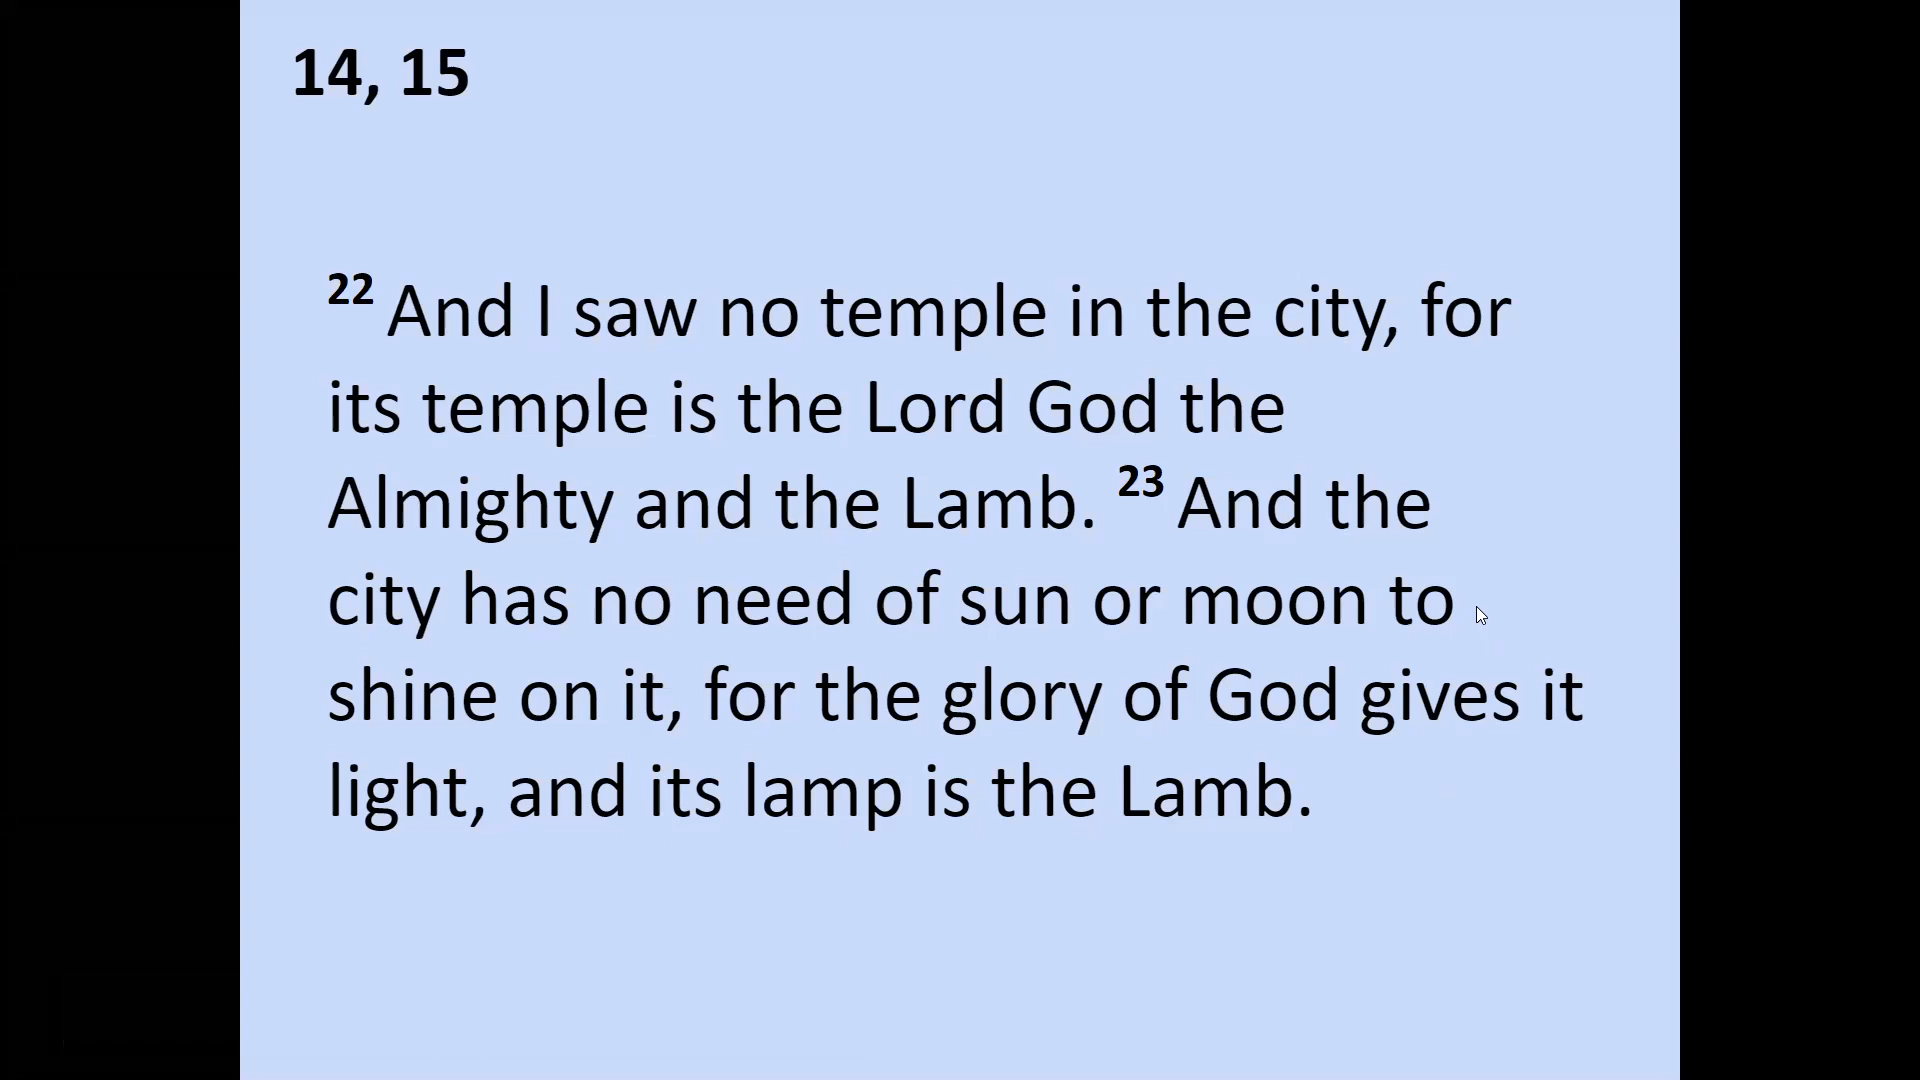 14, 15
22 And I saw no temple in the city, for
its temple is the Lord God the
Almighty and the Lamb. 23 And the
city has no need of sun or moon to
shine on it, for the glory of God gives it
light, and its lamp is the Lamb.